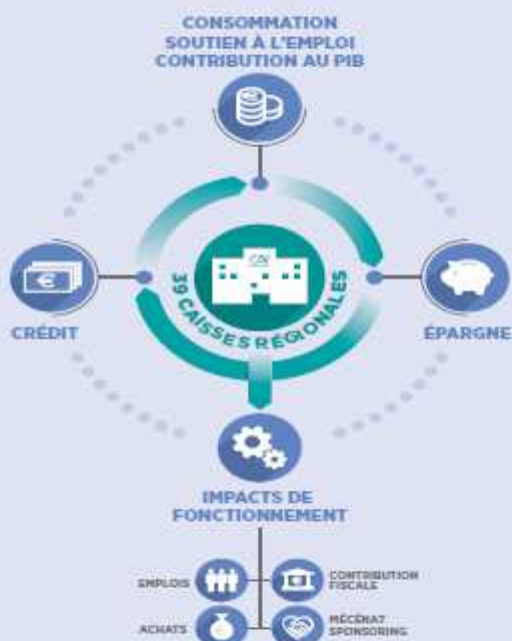 CONSOMMATION
SOUTIEN À L'EMPLOI
CONTRIBUTION AU PIB
CRÉDIT
39 CAISSES RÉGIONALES
ÉPARGNE
IMPACTS DE
FONCTIONNEMENT
EMPLOIS
CONTRIBUTION
FISCALE
ACHATS
MÉCÉNAT
SPONSORING